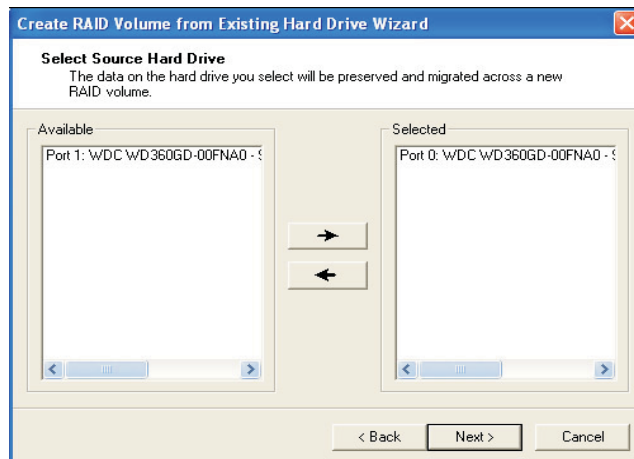 Create RAID Volume from Existing Hard Drive Wizard
Select Source Hard Drive
The data on the hard drive you select will be preserved and migrated across a new
RAID volume.
Available
Selected
Port 1: WDC WD360GD-00FNA0 -
Port 0: WDC WD360GD-00FNA0 -
< Back
Next >
Cancel